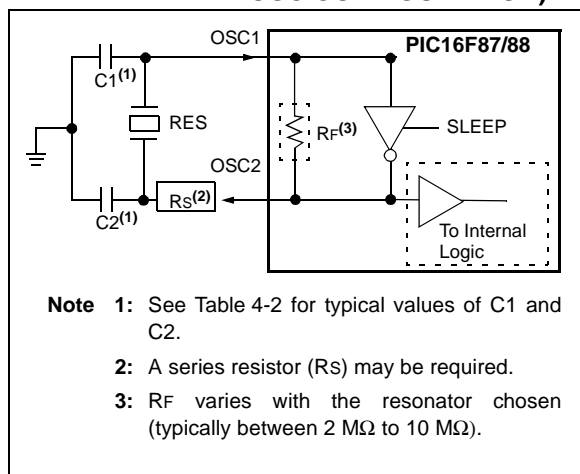 OSC1
PIC16F87/88
C1(1)
RES
RF(3)
SLEEP
OSC2
RS(2)
C2(1)
To Internal
Logic
Note 1: See Table 4-2 for typical values of C1 and
C2.
2: A series resistor (RS) may be required.
3: RF varies with the resonator chosen
(typically between 2 MΩ to 10 MΩ).